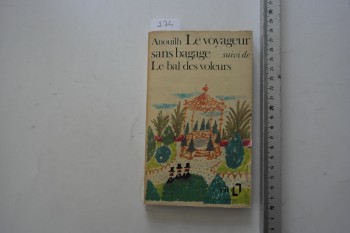 Anouilh Le voyageur
sans bagage suivi de
Le bal des voleurs